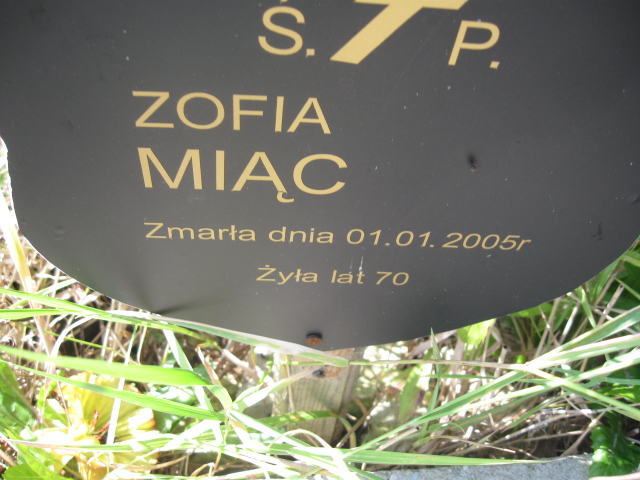 Ś. P.
ZOFIA
MIĄC
Zmarła dnia 01.01.2005r
Żyła lat 70